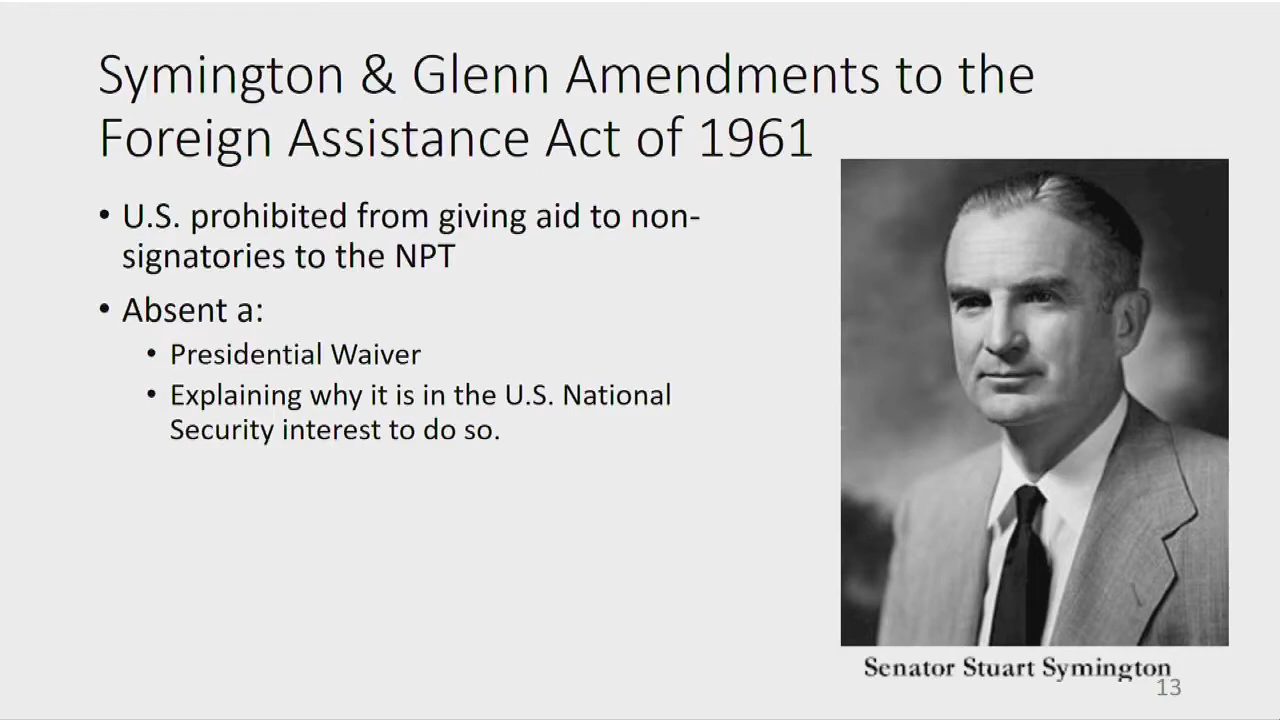 Symington & Glenn Amendments to the
Foreign Assistance Act of 1961
• U.S. prohibited from giving aid to non-
signatories to the NPT
• Absent a:
• Presidential Waiver
• Explaining why it is in the U.S. National
Security interest to do so.
Senator Stuart Symington
13